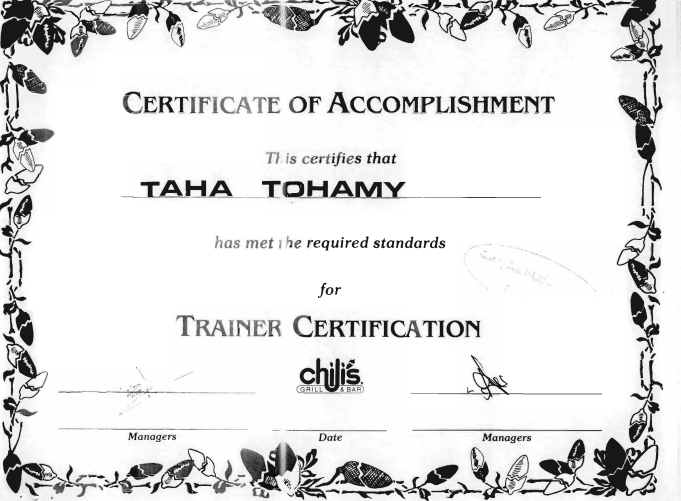 CERTIFICATE OF ACCOMPLISHMENT
This certifies that
TAHA TOHAMY
has met the required standards
for
TRAINER CERTIFICATION
chili's
GRILL & BAR
Managers Date Managers